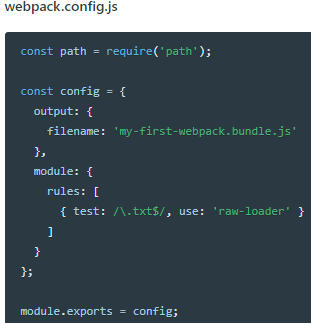 webpack.config.js
const path = require('path');
const config = {
output: {
filename: 'my-first-webpack.bundle.js'
},
module: {
rules: [
{ test: /\.txt$/, use: 'raw-loader' }
]
}
};
module.exports = config;